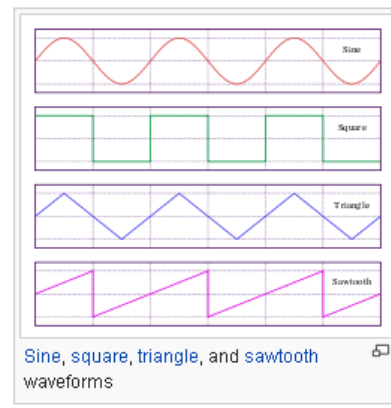 Sine
Square
Triangle
Sawtooth
Sine, square, triangle, and sawtooth
waveforms